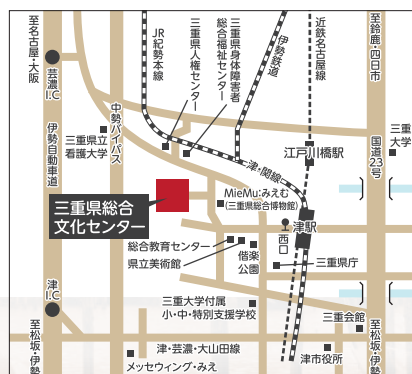 至名古屋・大阪
芸濃
I.C
伊勢自動車道
津
I.C
至松坂・伊勢
中勢バイパス
三重県立
看護大学
JR紀勢本線
三重県人権センター
三重県身体障害者
総合福祉センター
伊勢鉄道
近鉄名古屋線
至鈴鹿・四日市
国道23号
三重
大学
江戸川橋駅
津・関線
三重県総合
文化センター
MieMu:みえむ
(三重県総合博物館)
津駅
西口
総合教育センター
県立美術館
偕楽
公園
三重県庁
三重大学付属
小・中・特別支援学校
三重会館
津・芸濃・大山田線
津市役所
メッセウィング・みえ
至松坂・伊勢